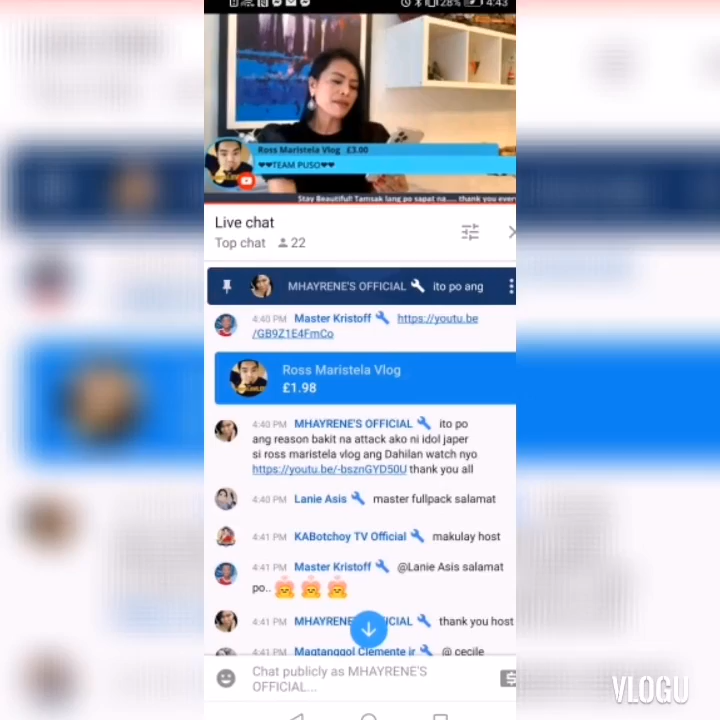 28%
4:43
Ross Maristela Vlog £3.00
❤❤TEAM PUSO❤❤
Stay Beautiful! Tamsak lang po sapat na..... thank you ever
Live chat
Top chat 22
MHAYRENE'S OFFICIAL ito po ang
4:40 PM Master Kristoff https://youtu.be
/GB9Z1E4FmCo
Ross Maristela Vlog
£1.98
4:40 PM MHAYRENE'S OFFICIAL ito po
ang reason bakit na attack ako ni idol japer
si ross maristela vlog ang Dahilan watch nyo
https://youtu.be/-bsznGYD50U thank you all
4:40 PM Lanie Asis master fullpack salamat
4:41 PM KABotchoy TV Official makulay host
4:41 PM Master Kristoff @Lanie Asis salamat
po..
4:41 PM MHAYRENE'S OFFICIAL thank you host
4:41 PM Magtanggol Clemente jr @ cecile
Chat publicly as MHAYRENE'S
OFFICIAL...
VLOGU